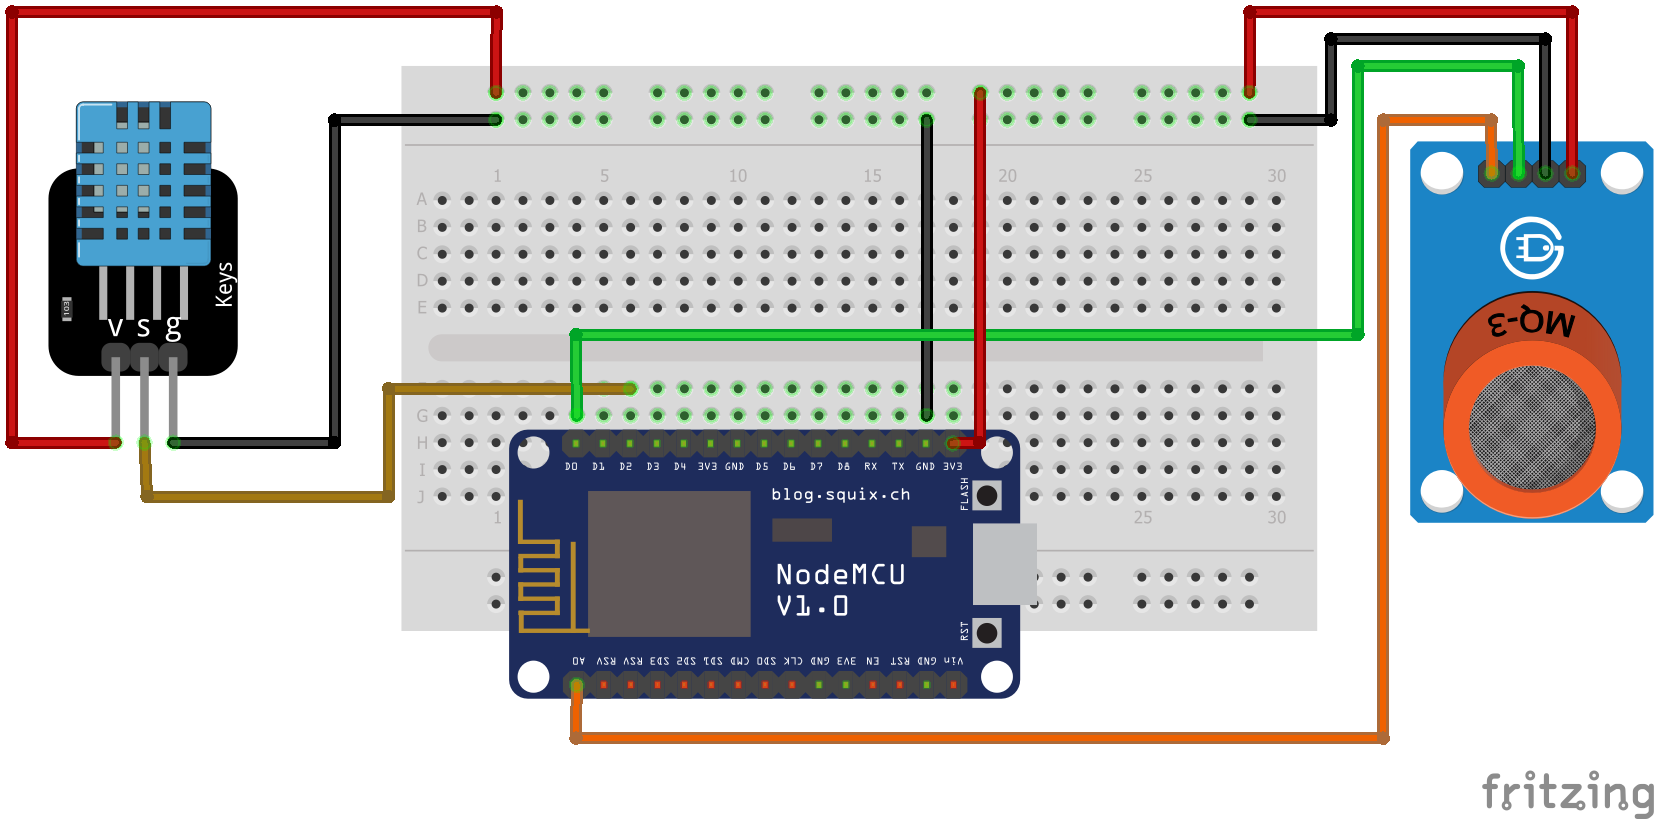 1 5 10 15 20 25 30
A
B
C
D
E
Keys
103
V S g
MQ-3
G
H
I
J
D0 D1 D2 D3 D4 3V3 GND D5 D6 D7 D8 RX TX GND 3V3
blog.squix.ch
FLASH
1 25 30
NodeMCU
V1.0
RST
A0 RSV RSV SD3 SD2 SD1 CMD SD0 CLK GND 3V3 EN RST GND Vin
fritzing